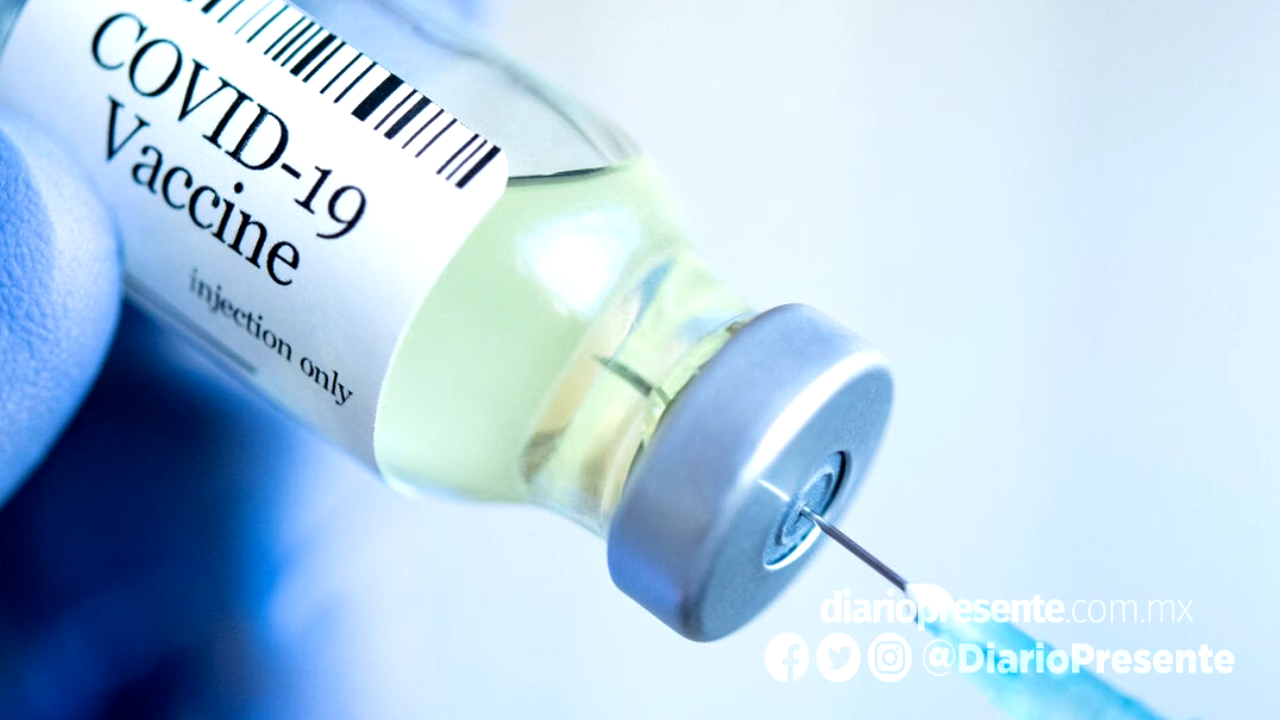 COVID-19
Vaccine
injection only
diariopresente.com.mx
@DiarioPresente